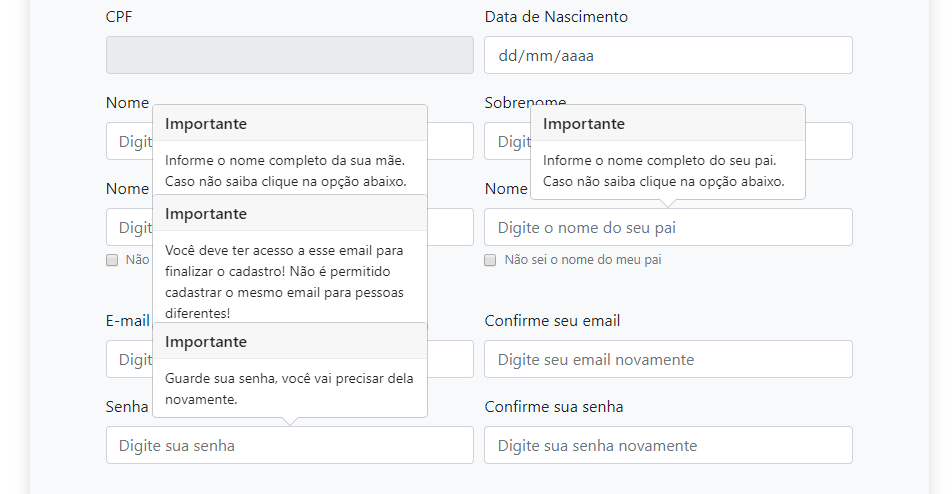 CPF
Data de Nascimento
dd/mm/aaaa
Nome
Sobrenome
Digit
Importante
Informe o nome completo da sua mãe.
Caso não saiba clique na opção abaixo.
Digit
Importante
Informe o nome completo do seu pai.
Caso não saiba clique na opção abaixo.
Nome
Nome
Digit
Importante
Você deve ter acesso a esse email para
finalizar o cadastro! Não é permitido
cadastrar o mesmo email para pessoas
diferentes!
Digite o nome do seu pai
Não
Não sei o nome do meu pai
E-mail
Confirme seu email
Digit
Importante
Guarde sua senha, você vai precisar dela
novamente.
Digite seu email novamente
Senha
Confirme sua senha
Digite sua senha
Digite sua senha novamente